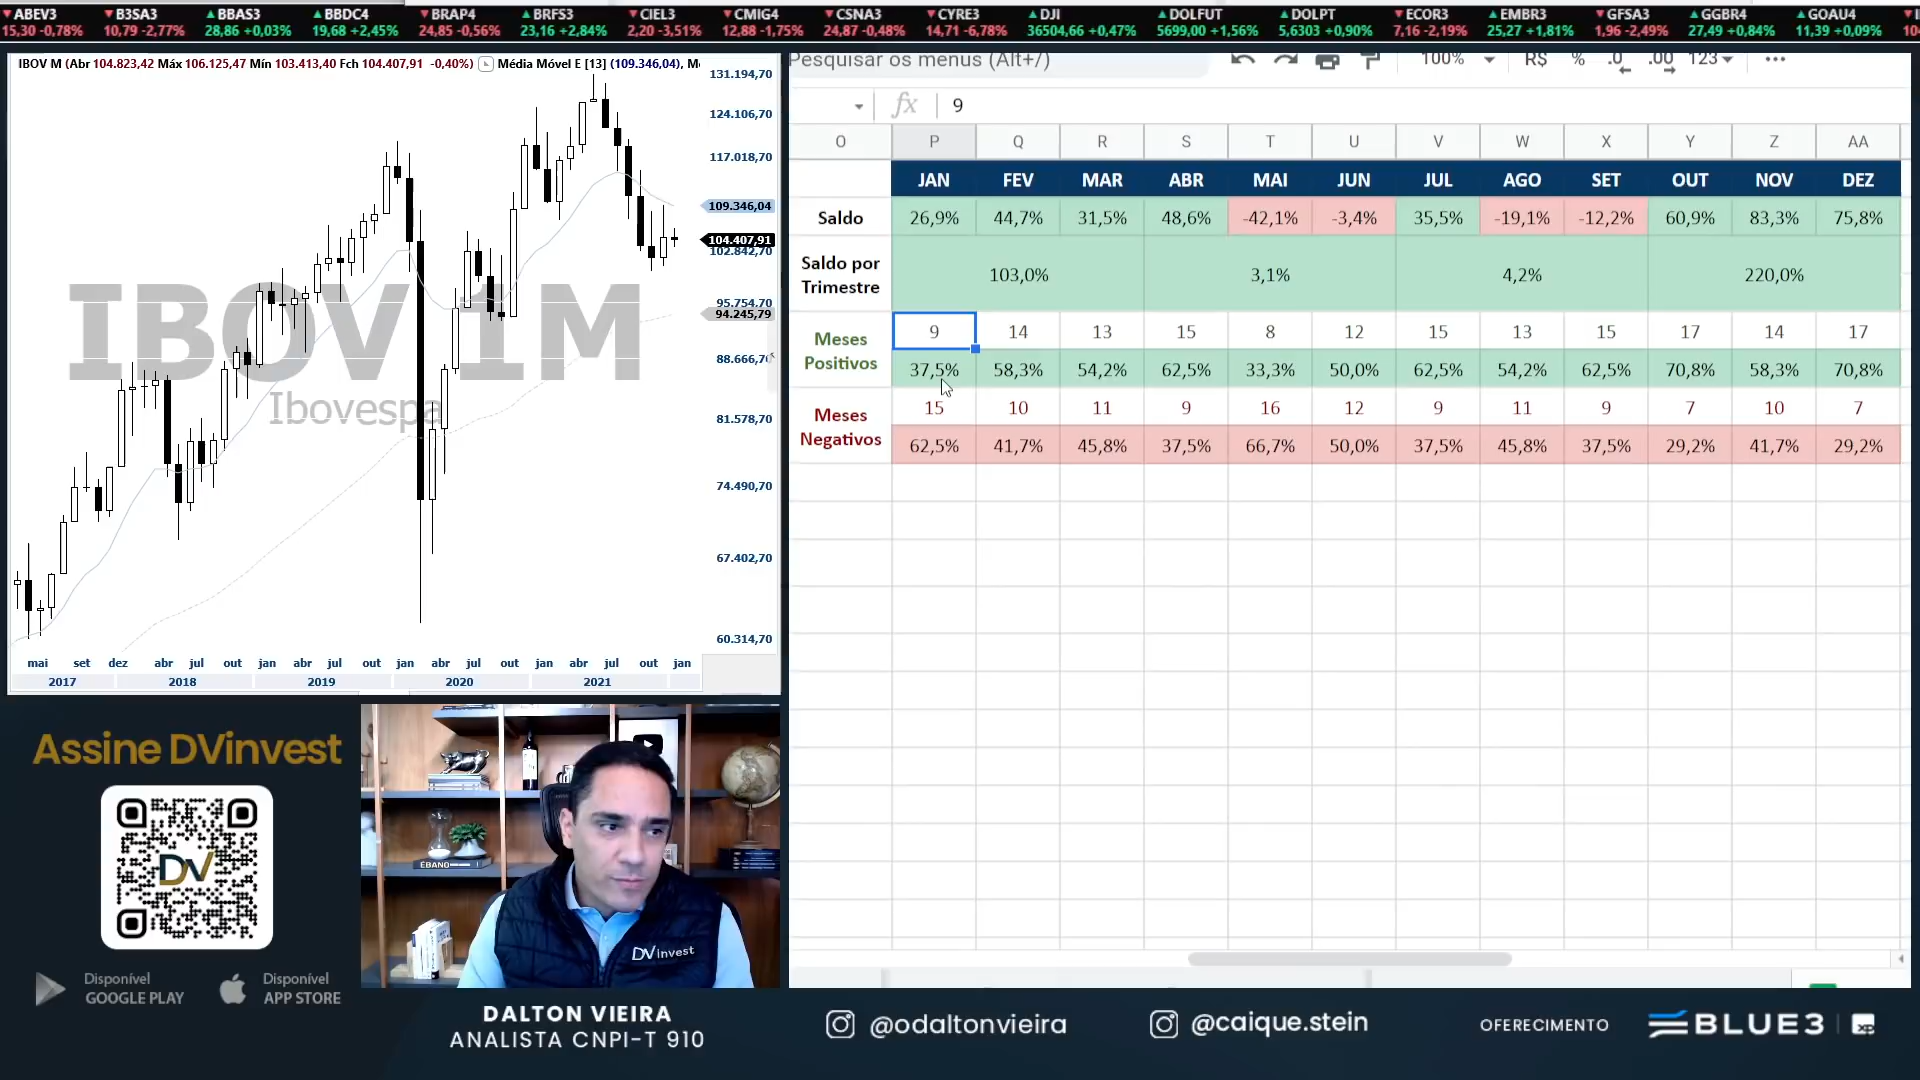 ABEV3 B3SA3 BBAS3 BBDC4 BRAP4 BRFS3 CIEL3 CMIG4 CSNA3 CYRE3 DJI DOLFUT DOLPT ECOR3 EMBR3 GFSA3 GGBR4 GOAU4
15,30 -0,78% 10,79 -2,77% 28,86 +0,03% 19,68 +2,45% 24,85 -0,56% 23,16 +2,84% 2,20 -3,51% 12,88 -1,75% 24,87 -0,48% 14,71 -6,78% 36504,66 +0,47% 5699,00 +1,56% 5,6303 +0,90% 7,16 -2,19% 25,27 +1,81% 1,96 -2,49% 27,49 +0,84% 11,39 +0,09%
IBOV M (Abr 104.823,42 Máx 106.125,47 Mín 103.413,40 Fch 104.407,91 -0,40%) Média Móvel E [13] (109.346,04),
131.194,70
124.106,70
117.018,70
109.346,04
104.407,91
102.842,70
95.754,70
94.245,79
88.666,70
81.578,70
74.490,70
67.402,70
60.314,70
IBOV 1M
Ibovespa
mai set dez abr jul out jan abr jul out jan abr jul out jan abr jul out jan
2017 2018 2019 2020 2021
Pesquisar os menus (Alt+/)
100% R$ % .0 .00 123
fx 9
O P Q R S T U V W X Y Z AA
JAN FEV MAR ABR MAI JUN JUL AGO SET OUT NOV DEZ
Saldo 26,9% 44,7% 31,5% 48,6% -42,1% -3,4% 35,5% -19,1% -12,2% 60,9% 83,3% 75,8%
Saldo por
Trimestre 103,0% 3,1% 4,2% 220,0%
Meses
Positivos
9 14 13 15 8 12 15 13 15 17 14 17
37,5% 58,3% 54,2% 62,5% 33,3% 50,0% 62,5% 54,2% 62,5% 70,8% 58,3% 70,8%
Meses
Negativos
15 10 11 9 16 12 9 11 9 7 10 7
62,5% 41,7% 45,8% 37,5% 66,7% 50,0% 37,5% 45,8% 37,5% 29,2% 41,7% 29,2%
Assine DVinvest
DV
Disponível
GOOGLE PLAY
Disponível
APP STORE
ÉBANO
DVinvest
DALTON VIEIRA
ANALISTA CNPI-T 910
@odaltonvieira
@caique.stein
OFERECIMENTO
BLUE3
xp